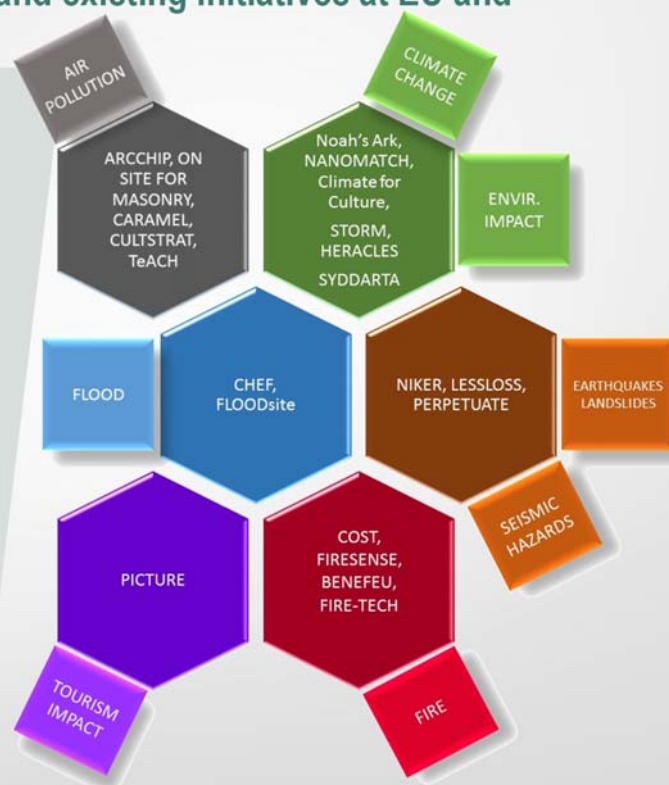 and existing initiatives at EU and
AIR
POLLUTION
ARCCHIP, ON
SITE FOR
MASONRY,
CARAMEL,
CULTSTRAT,
TeACH
CLIMATE
CHANGE
Noah's Ark,
NANOMATCH,
Climate for
Culture,
STORM,
HERACLES
SYDDARTA
ENVIR.
IMPACT
FLOOD
CHEF,
FLOODsite
NIKER, LESSLOSS,
PERPETUATE
EARTHQUAKES
LANDSLIDES
SEISMIC
HAZARDS
PICTURE
TOURISM
IMPACT
COST,
FIRESENSE,
BENEFEU,
FIRE-TECH
FIRE